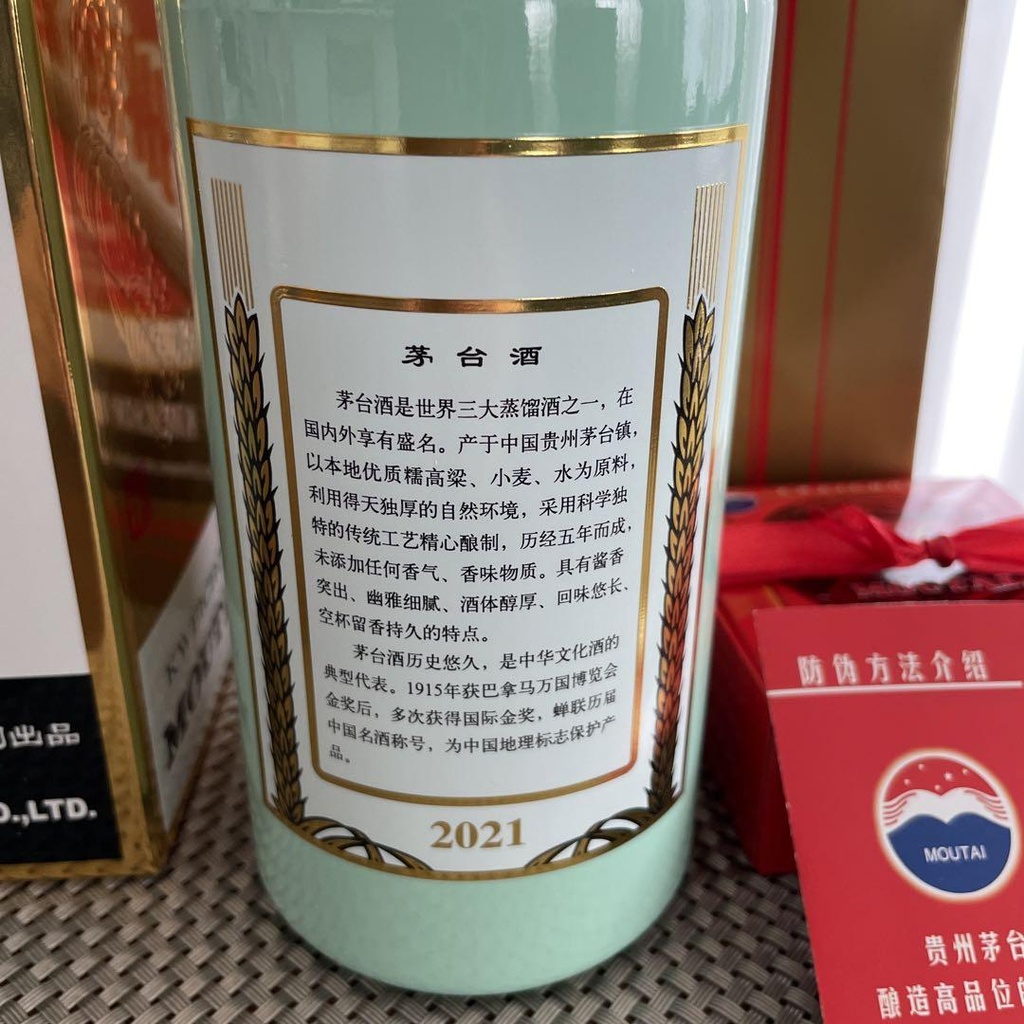 茅台酒
茅台酒是世界三大蒸馏酒之一，在
国内外享有盛名。产于中国贵州茅台镇，
以本地优质糯高粱、小麦、水为原料，
利用得天独厚的自然环境，采用科学独
特的传统工艺精心酿制，历经五年而成，
未添加任何香气、香味物质。具有酱香
突出、幽雅细腻、酒体醇厚、回味悠长、
空杯留香持久的特点。
茅台酒历史悠久，是中华文化酒的
典型代表。1915年获巴拿马万国博览会
金奖后，多次获得国际金奖，蝉联历届
中国名酒称号，为中国地理标志保护产
品。
2021
出品
O.,LTD.
防伪方法介绍
MOUTAI
贵州茅台
酿造高品位的